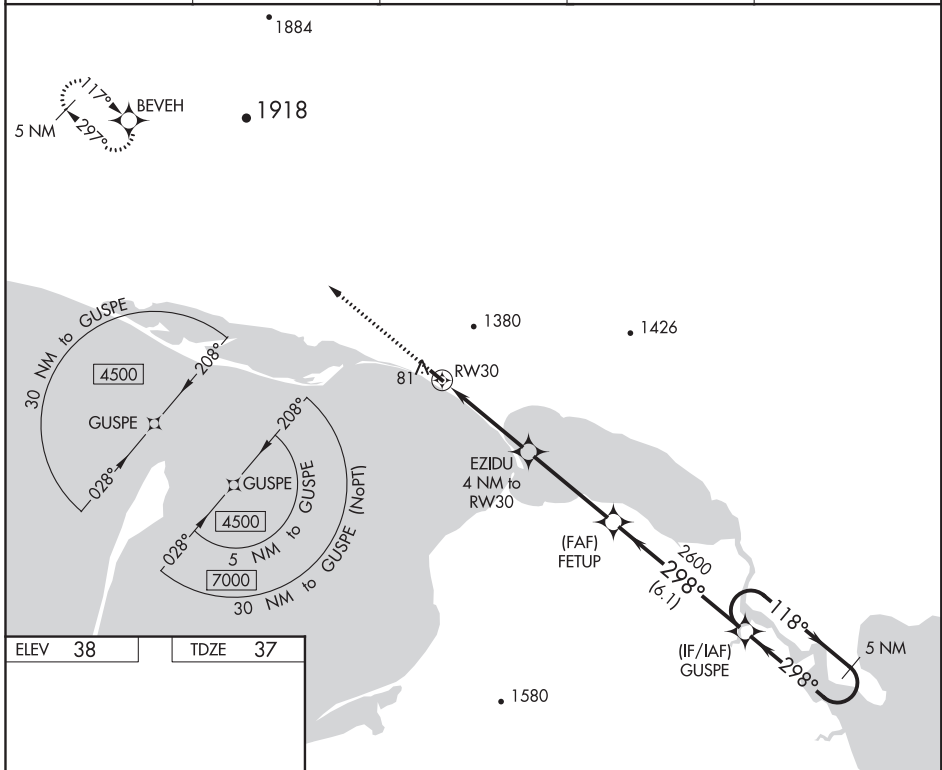 1884
117°
BEVEH
5 NM
297°
1918
30 NM to GUSPE
208°
4500
GUSPE
028°
208°
GUSPE
4500
028°
5 NM to GUSPE
7000
30 NM to GUSPE (NoPT)
1380
1426
81
RW30
EZIDU
4 NM to
RW30
(FAF)
FETUP
2600
298°
(6.1)
118°
5 NM
(IF/IAF)
GUSPE
298°
1580
ELEV 38
TDZE 37